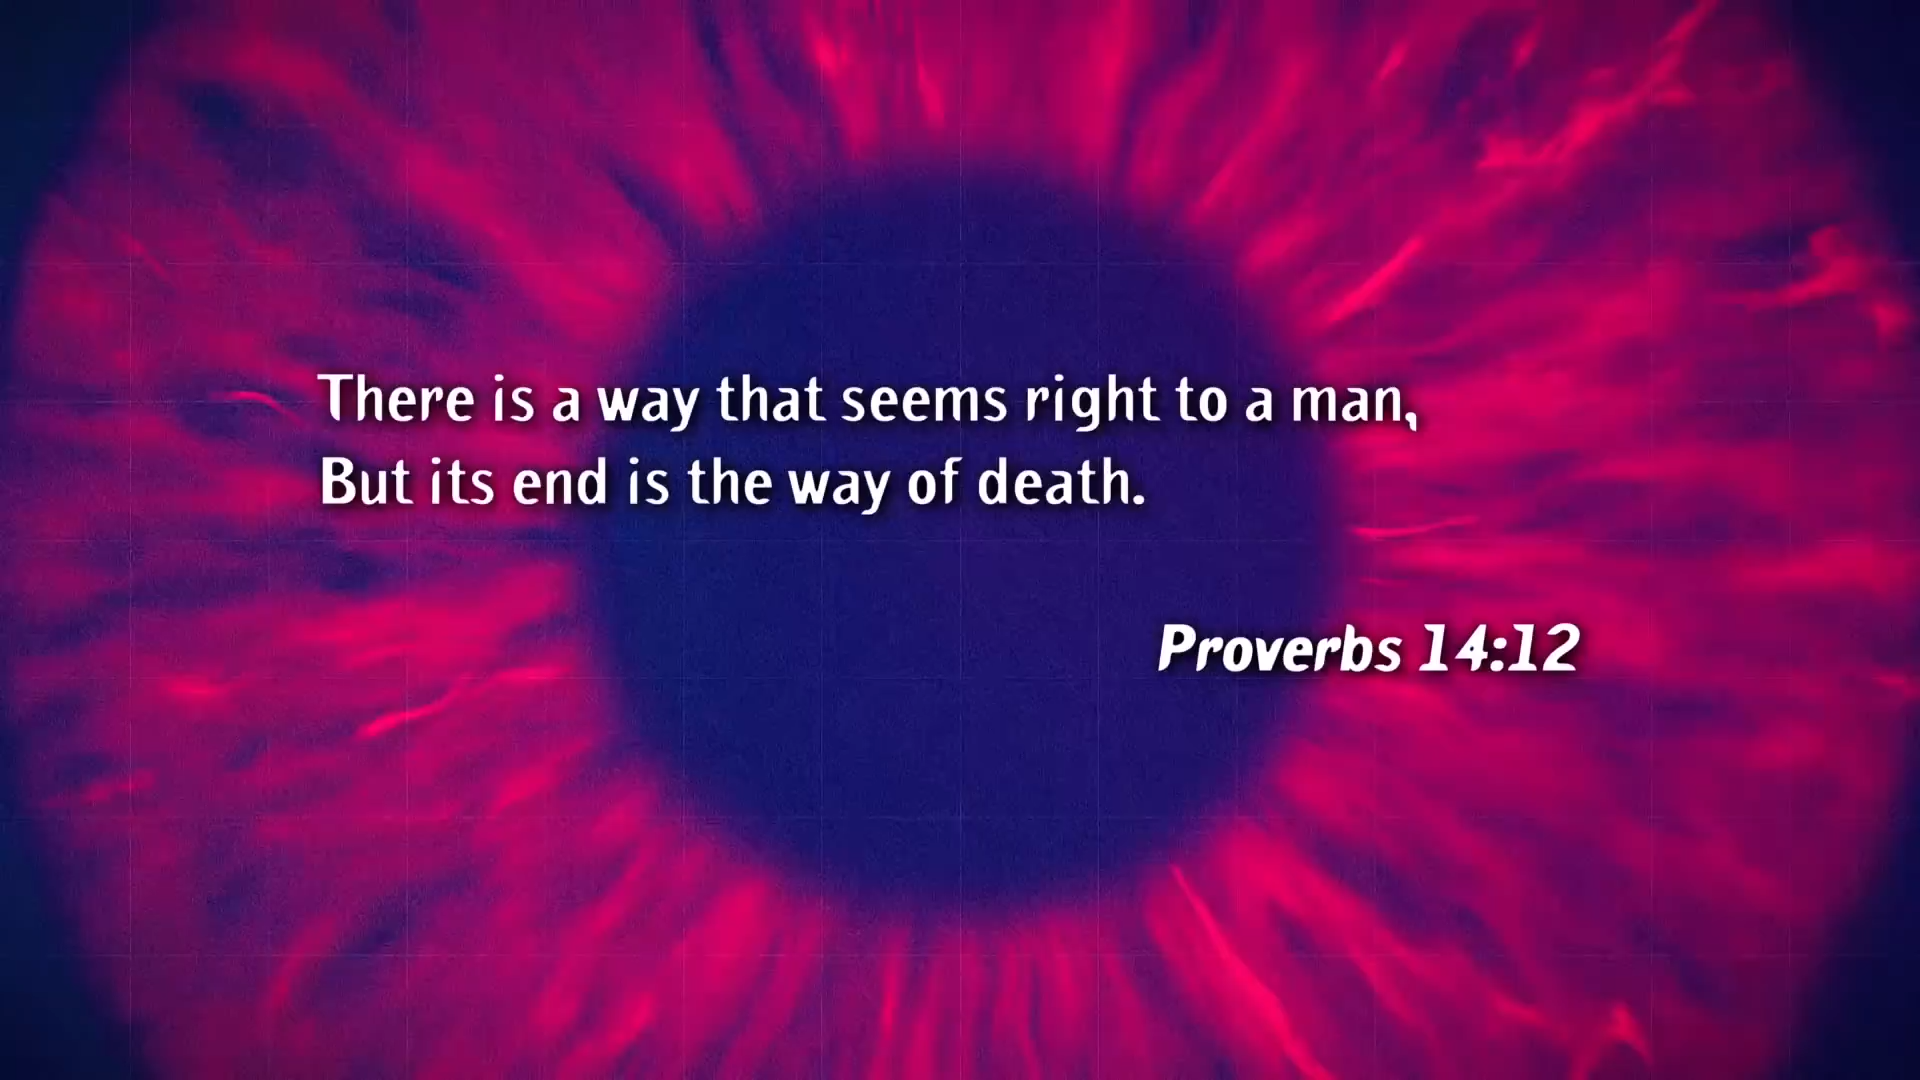 There is a way that seems right to a man,
But its end is the way of death.
Proverbs 14:12